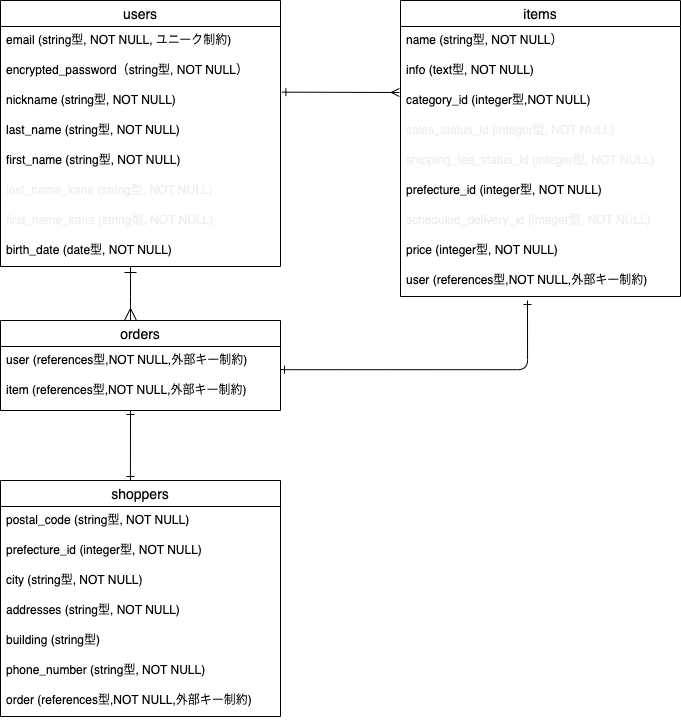 users
email (string型, NOT NULL, ユニーク制約)
encrypted_password（string型, NOT NULL）
nickname (string型, NOT NULL)
last_name (string型, NOT NULL)
first_name (string型, NOT NULL)
last_name_kana (string型, NOT NULL)
first_name_kana (string型, NOT NULL)
birth_date (date型, NOT NULL)
items
name (string型, NOT NULL）
info (text型, NOT NULL)
category_id (integer型,NOT NULL)
sales_status_id (integer型, NOT NULL)
shipping_fee_status_id (integer型, NOT NULL)
prefecture_id (integer型, NOT NULL)
scheduled_delivery_id (integer型, NOT NULL)
price (integer型, NOT NULL)
user (references型,NOT NULL,外部キー制約)
orders
user (references型,NOT NULL,外部キー制約)
item (references型,NOT NULL,外部キー制約)
shoppers
postal_code (string型, NOT NULL)
prefecture_id (integer型, NOT NULL)
city (string型, NOT NULL)
addresses (string型, NOT NULL)
building (string型)
phone_number (string型, NOT NULL)
order (references型,NOT NULL,外部キー制約)